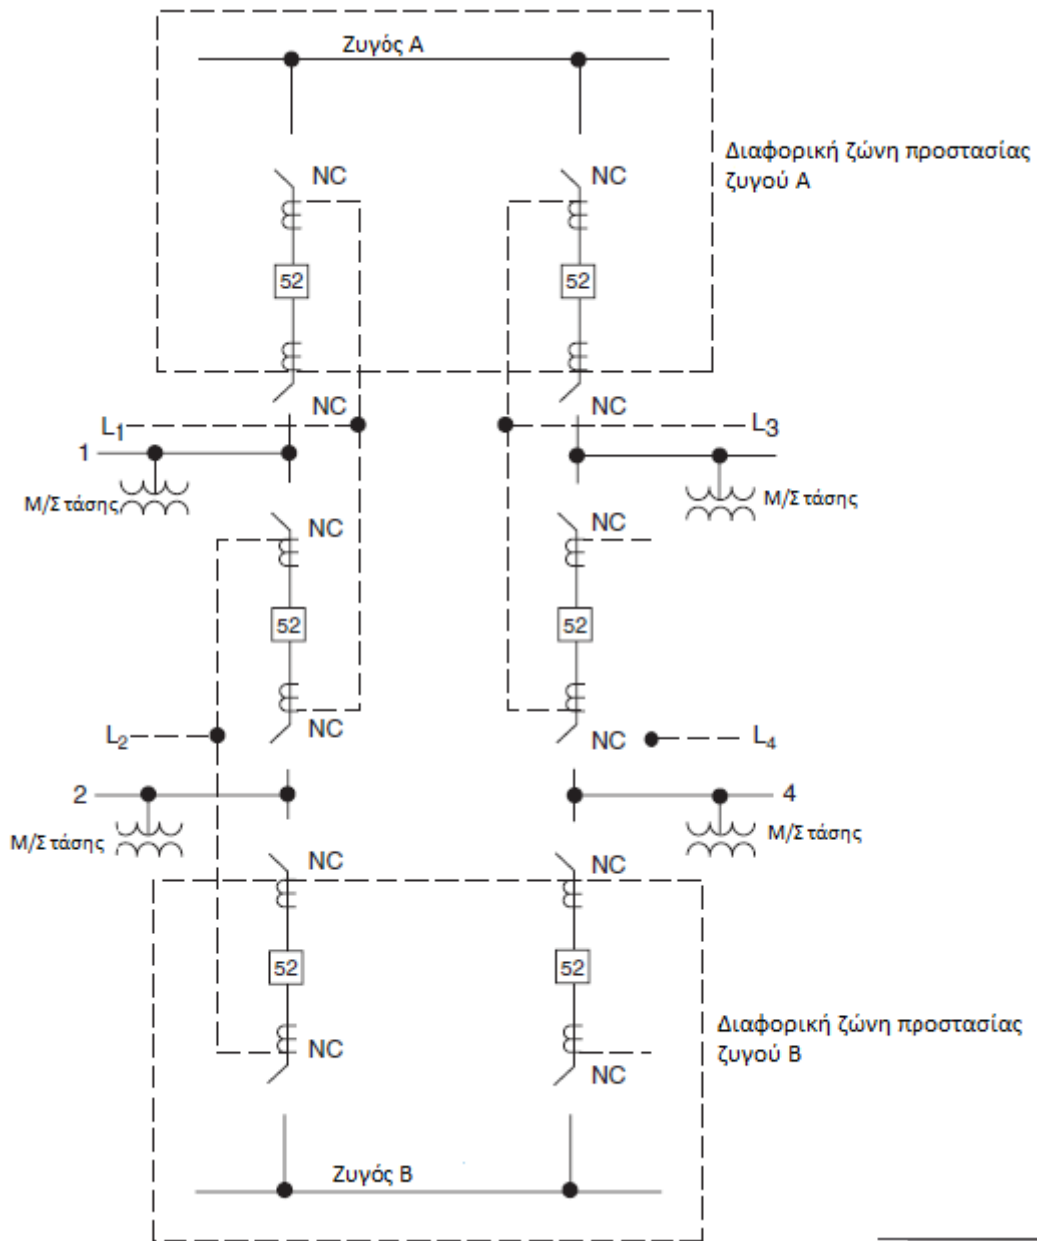 Ζυγός Α
Διαφορική ζώνη προστασίας
ζυγού Α
NC
NC
52
52
NC
NC
L1
L3
1
Μ/Σ τάσης
Μ/Σ τάσης
NC
NC
52
52
NC
NC
L2
L4
2
4
Μ/Σ τάσης
Μ/Σ τάσης
NC
NC
52
52
Διαφορική ζώνη προστασίας
ζυγού Β
NC
NC
Ζυγός Β